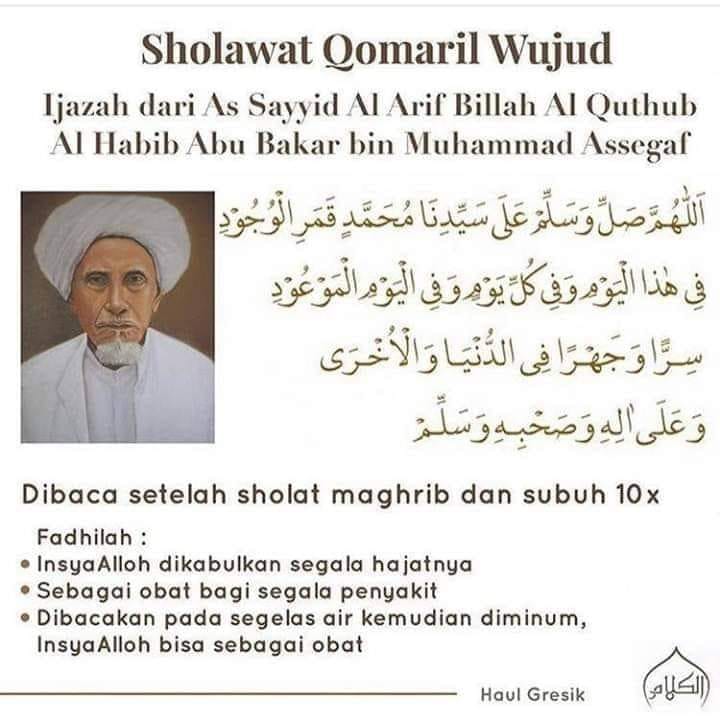 Sholawat Qomaril Wujud
Ijazah dari As Sayyid Al Arif Billah Al Quthub
Al Habib Abu Bakar bin Muhammad Assegaf
اَللّٰهُمَّ صَلِّ وَسَلِّمْ عَلَى سَيِّدِنَا مُحَمَّدٍ قَمَرِ الْوُجُوْدِ
فِى هٰذَا الْيَوْمِ وَفِى كُلِّ يَوْمٍ وَفِى الْيَوْمِ الْمَوْعُوْدِ
سِرًّا وَجَهْرًا فِى الدُّنْيَا وَالْأُخْرَى
وَعَلَى اٰلِهِ وَصَحْبِهِ وَسَلِّمْ
Dibaca setelah sholat maghrib dan subuh 10x
Fadhilah :
• InsyaAlloh dikabulkan segala hajatnya
• Sebagai obat bagi segala penyakit
• Dibacakan pada segelas air kemudian diminum,
InsyaAlloh bisa sebagai obat
Haul Gresik
الكلام